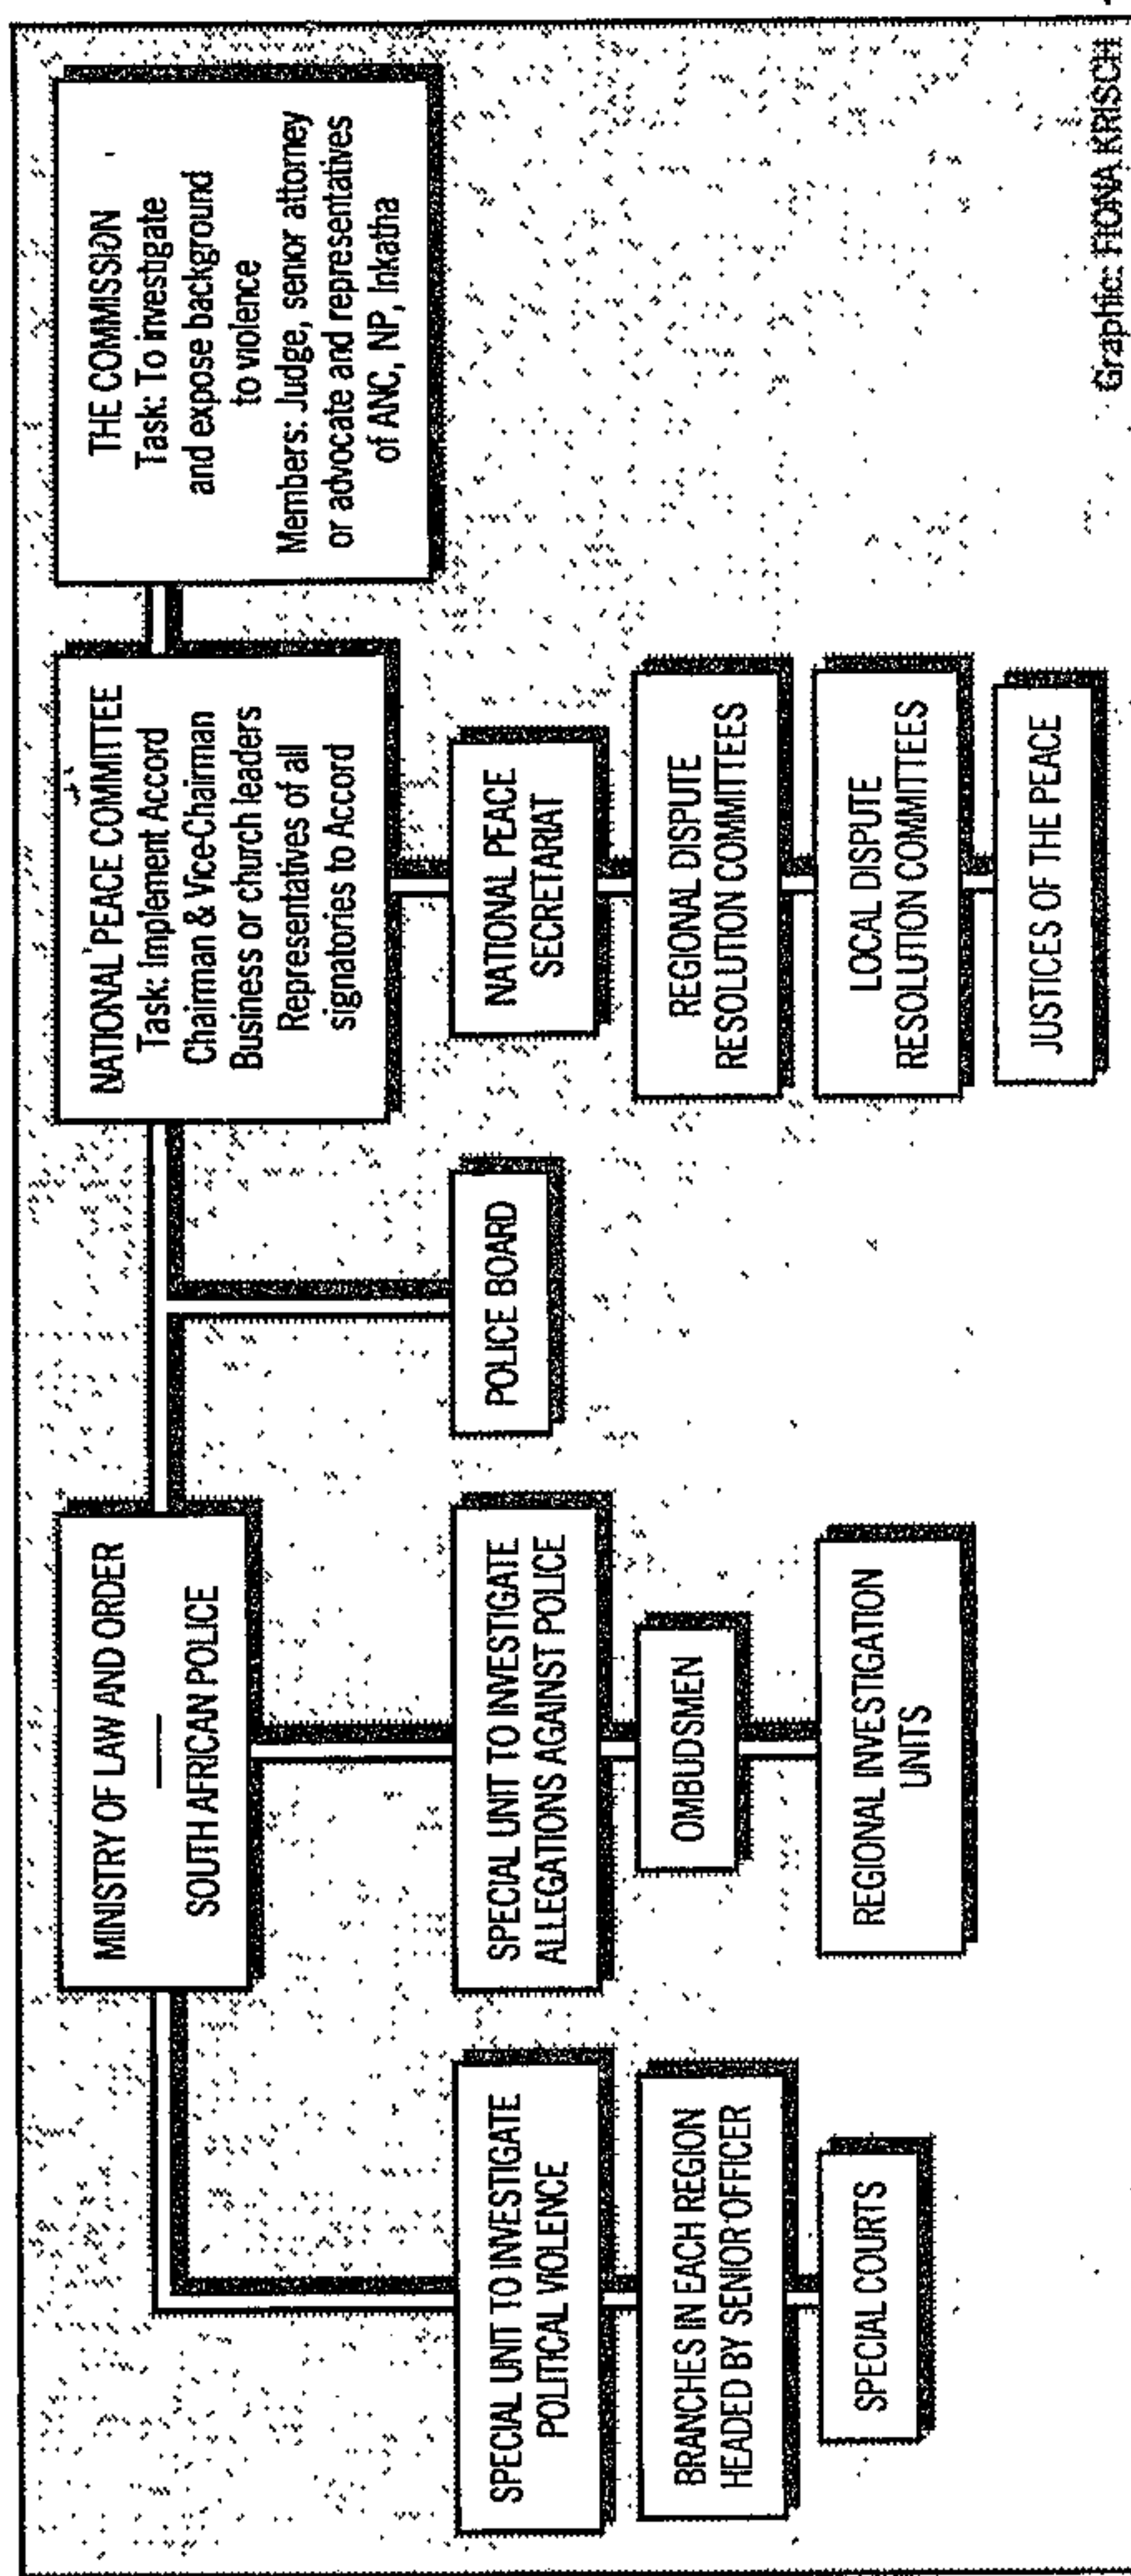 MINISTRY OF LAW AND ORDER
—
SOUTH AFRICAN POLICE
NATIONAL PEACE COMMITTEE
Task: Implement Accord
Chairman & Vice-Chairman
Business or church leaders
Representatives of all
signatories to Accord
THE COMMISSION
Task: To investigate
and expose background
to violence
Members: Judge, senior attorney
or advocate and representatives
of ANC, NP, Inkatha
SPECIAL UNIT TO INVESTIGATE
POLITICAL VIOLENCE
BRANCHES IN EACH REGION
HEADED BY SENIOR OFFICER
SPECIAL COURTS
SPECIAL UNIT TO INVESTIGATE
ALLEGATIONS AGAINST POLICE
OMBUDSMEN
REGIONAL INVESTIGATION
UNITS
POLICE BOARD
NATIONAL PEACE
SECRETARIAT
REGIONAL DISPUTE
RESOLUTION COMMITTEES
LOCAL DISPUTE
RESOLUTION COMMITTEES
JUSTICES OF THE PEACE
Graphic: FIONA KRISCH